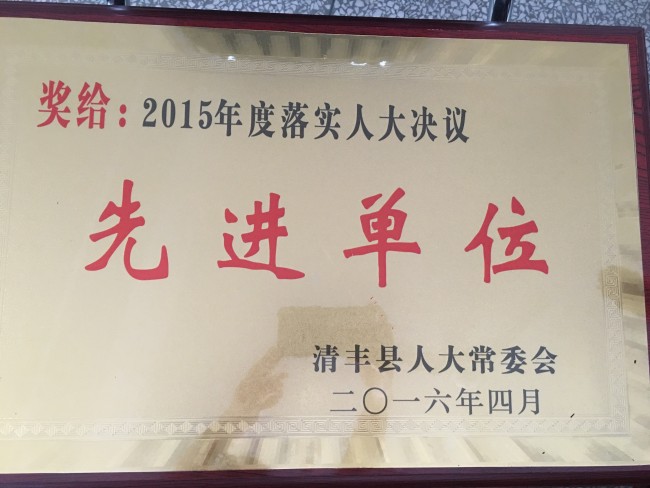 奖给：2015年度落实人大决议
先进单位
清丰县人大常委会
二〇一六年四月